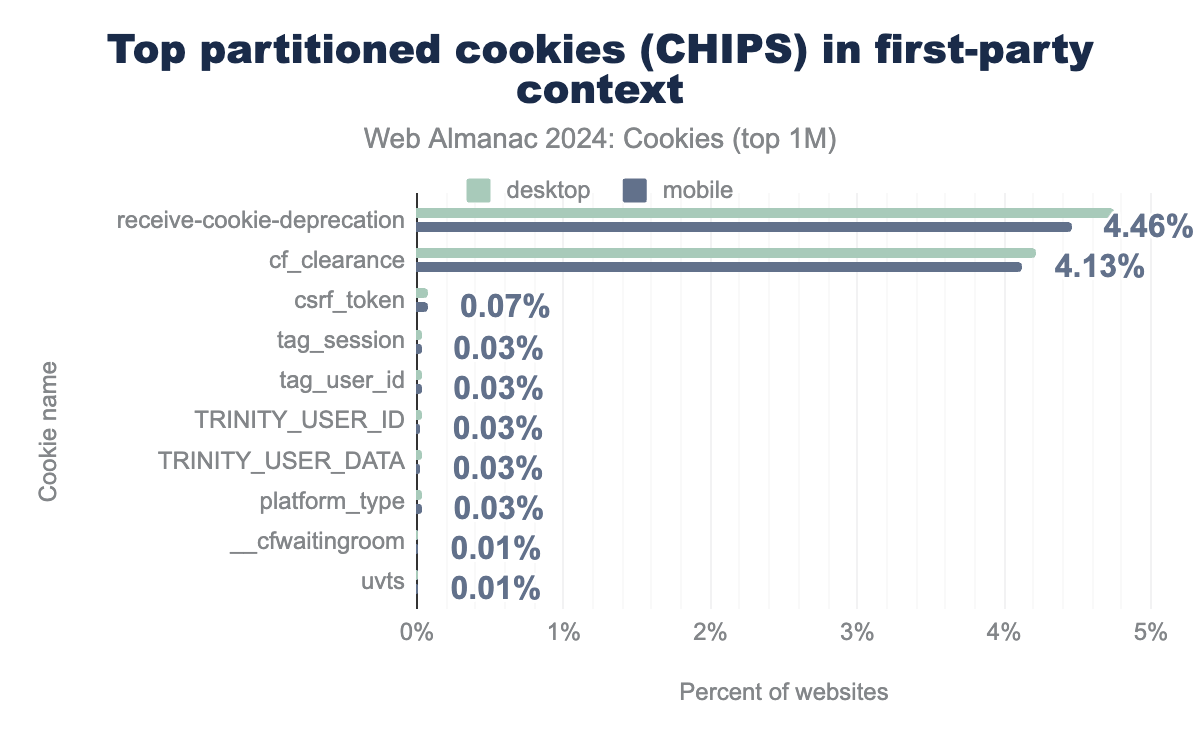 Top partitioned cookies (CHIPS) in first-party
context
Web Almanac 2024: Cookies (top 1M)
desktop
mobile
Cookie name
receive-cookie-deprecation
4.46%
cf_clearance
4.13%
csrf_token
0.07%
tag_session
0.03%
tag_user_id
0.03%
TRINITY_USER_ID
0.03%
TRINITY_USER_DATA
0.03%
platform_type
0.03%
__cfwaitingroom
0.01%
uvts
0.01%
0%
1%
2%
3%
4%
5%
Percent of websites